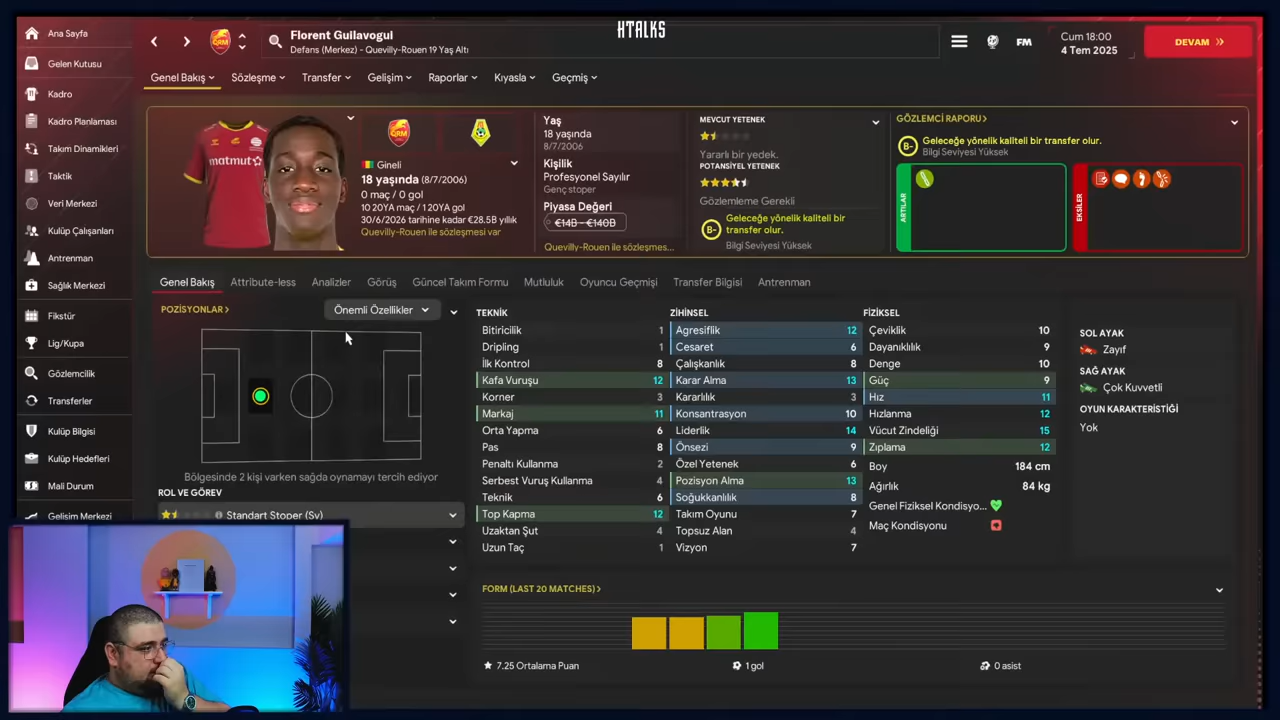 HTALKS
Ana Sayfa
Gelen Kutusu
Kadro
Kadro Planlaması
Takım Dinamikleri
Taktik
Veri Merkezi
Kulüp Çalışanları
Antrenman
Sağlık Merkezi
Fikstür
Lig/Kupa
Gözlemcilik
Transferler
Kulüp Bilgisi
Kulüp Hedefleri
Mali Durum
Gelişim Merkezi
Florent Guilavogui
Defans (Merkez) - Quevilly-Rouen 19 Yaş Altı
FM
Cum 18:00
4 Tem 2025
DEVAM
Genel Bakış
Sözleşme
Transfer
Gelişim
Raporlar
Kıyasla
Geçmiş
matmut
QRM
Gineli
18 yaşında (8/7/2006)
0 maç / 0 gol
10 20YA maç / 1 20YA gol
30/6/2026 tarihine kadar €28.5B yıllık
Quevilly-Rouen ile sözleşmesi var
Yaş
18 yaşında
8/7/2006
Kişilik
Profesyonel Sayılır
Genç stoper
Piyasa Değeri
€14B - €140B
Quevilly-Rouen ile sözleşmes...
MEVCUT YETENEK
Yararlı bir yedek.
POTANSİYEL YETENEK
Gözlemleme Gerekli
B-
Geleceğe yönelik kaliteli bir
transfer olur.
Bilgi Seviyesi Yüksek
GÖZLEMCİ RAPORU
B-
Geleceğe yönelik kaliteli bir transfer olur.
Bilgi Seviyesi Yüksek
ARTILAR
EKSİLER
Genel Bakış
Attribute-less
Analizler
Görüş
Güncel Takım Formu
Mutluluk
Oyuncu Geçmişi
Transfer Bilgisi
Antrenman
POZİSYONLAR
Önemli Özellikler
Bölgesinde 2 kişi varken sağda oynamayı tercih ediyor
ROL VE GÖREV
Standart Stoper (Sv)
TEKNİK
Bitiricilik 1
Dripling 1
İlk Kontrol 8
Kafa Vuruşu 12
Korner 3
Markaj 11
Orta Yapma 6
Pas 8
Penaltı Kullanma 2
Serbest Vuruş Kullanma 4
Teknik 6
Top Kapma 12
Uzaktan Şut 4
Uzun Taç 1
ZİHİNSEL
Agresiflik 12
Cesaret 6
Çalışkanlık 8
Karar Alma 13
Kararlılık 3
Konsantrasyon 10
Liderlik 14
Önsezi 9
Özel Yetenek 6
Pozisyon Alma 13
Soğukkanlılık 8
Takım Oyunu 7
Topsuz Alan 4
Vizyon 7
FİZİKSEL
Çeviklik 10
Dayanıklılık 9
Denge 10
Güç 9
Hız 11
Hızlanma 12
Vücut Zindeliği 15
Zıplama 12
Boy 184 cm
Ağırlık 84 kg
Genel Fiziksel Kondisyo...
Maç Kondisyonu
SOL AYAK
Zayıf
SAĞ AYAK
Çok Kuvvetli
OYUN KARAKTERİSTİĞİ
Yok
FORM (LAST 20 MATCHES)
7.25 Ortalama Puan
1 gol
0 asist